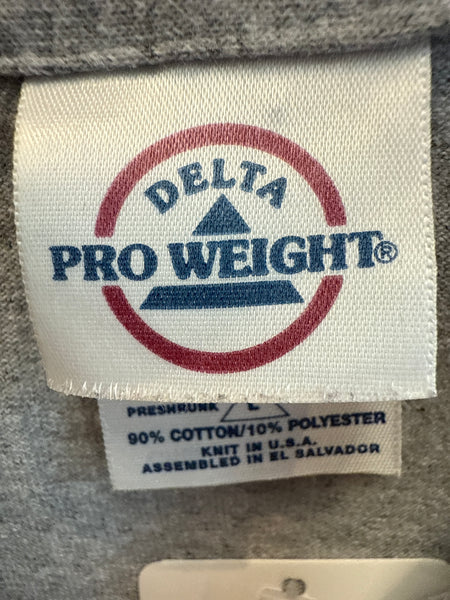 DELTA
PRO WEIGHT®
PRESHRUNK L
90% COTTON/10% POLYESTER
KNIT IN U.S.A.
ASSEMBLED IN EL SALVADOR